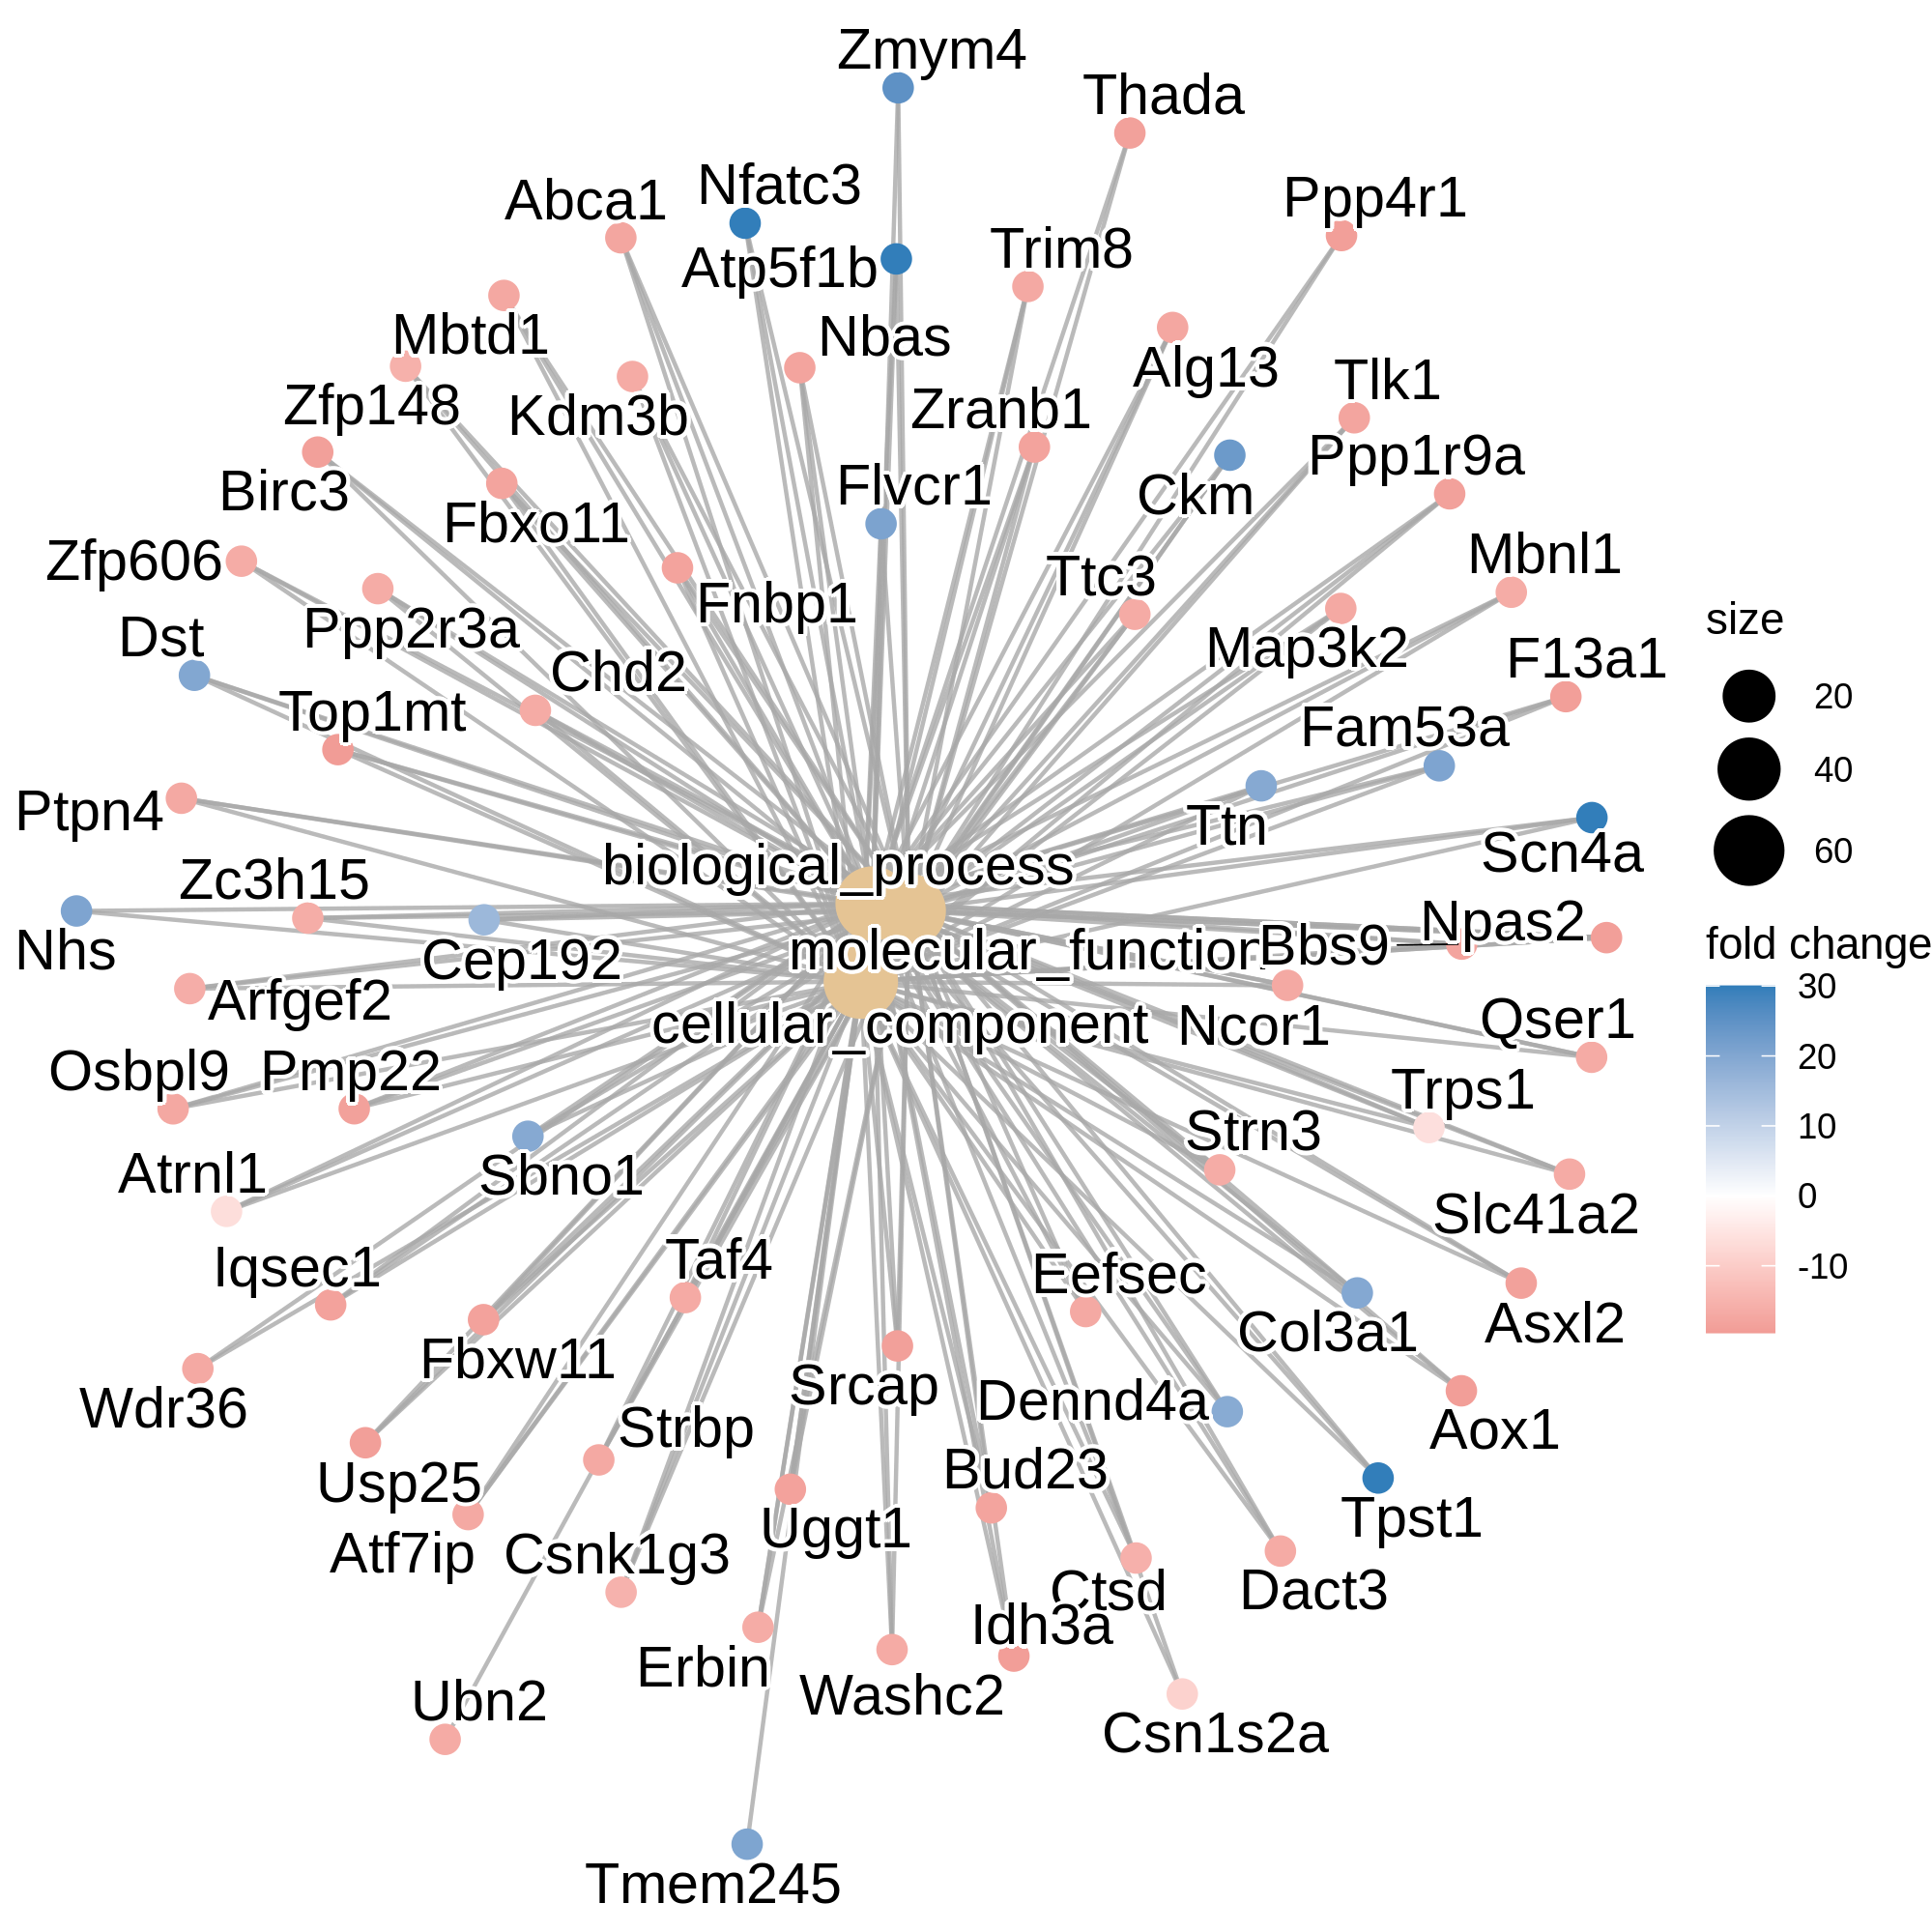 Zmym4
Thada
Nfatc3
Abca1
Ppp4r1
Trim8
Atp5f1b
Mbtd1
Nbas
Alg13
Tlk1
Zfp148
Kdm3b
Zranb1
Ppp1r9a
Birc3
Flvcr1
Ckm
Fbxo11
Zfp606
Mbnl1
Ttc3
Fnbp1
Ppp2r3a
Dst
Map3k2
F13a1
Chd2
Top1mt
Fam53a
Ptpn4
Ttn
Scn4a
biological_process
Zc3h15
Npas2
Nhs
Cep192
molecular_function
Bbs9
Arfgef2
cellular_component
Ncor1
Qser1
Osbpl9
Pmp22
Trps1
Strn3
Atrnl1
Sbno1
Slc41a2
Iqsec1
Taf4
Eefsec
Col3a1
Asxl2
Fbxw11
Srcap
Dennd4a
Wdr36
Strbp
Aox1
Bud23
Usp25
Tpst1
Uggt1
Atf7ip
Csnk1g3
Ctsd
Dact3
Idh3a
Erbin
Washc2
Ubn2
Csn1s2a
Tmem245
size
20
40
60
fold change
30
20
10
0
-10